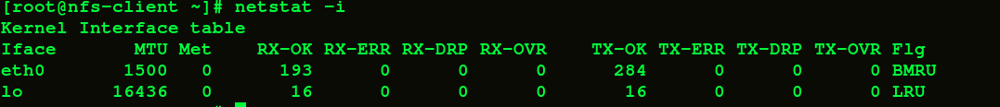 [root@nfs-client ~]# netstat -i
Kernel Interface table
Iface MTU Met RX-OK RX-ERR RX-DRP RX-OVR TX-OK TX-ERR TX-DRP TX-OVR Flg
eth0 1500 0 193 0 0 0 284 0 0 0 BMRU
lo 16436 0 16 0 0 0 16 0 0 0 LRU